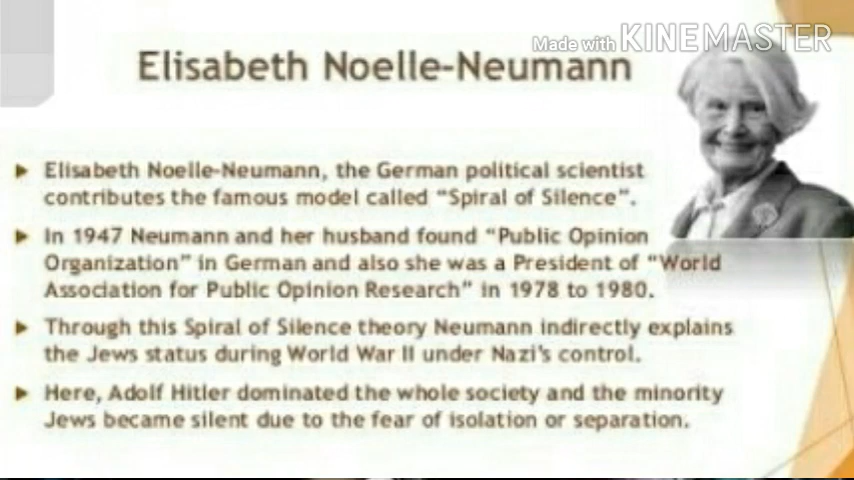 Made with KINEMASTER
Elisabeth Noelle-Neumann
Elisabeth Noelle-Neumann, the German political scientist
contributes the famous model called “Spiral of Silence”.
In 1947 Neumann and her husband found “Public Opinion
Organization” in German and also she was a President of “World
Association for Public Opinion Research” in 1978 to 1980.
Through this Spiral of Silence theory Neumann indirectly explains
the Jews status during World War II under Nazi’s control.
Here, Adolf Hitler dominated the whole society and the minority
Jews became silent due to the fear of isolation or separation.